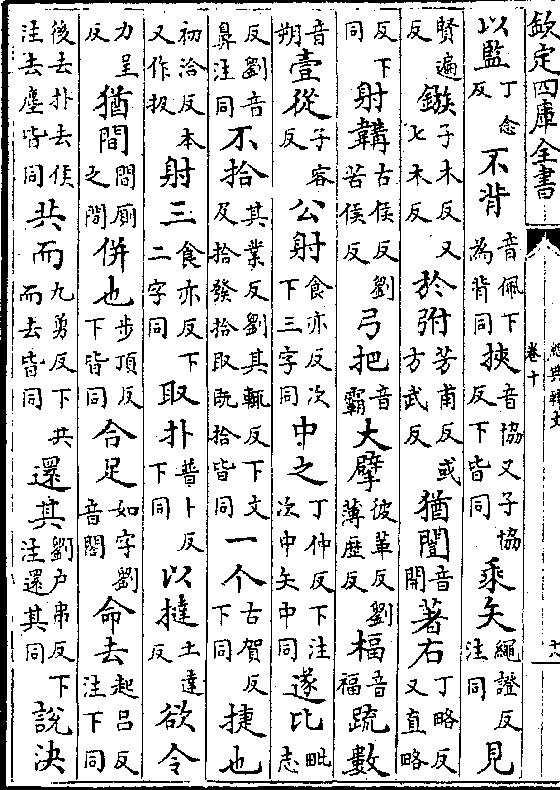 欽定四庫全書
卷十
以監丁念反不背音佩下為背同挾音協又子協反下皆同乘矢繩證反注同見
賢遍反鏃子木反又七木反於弣芳甫反或方武反猶閭音開著右丁略反又直略
反下同射韝古侯反劉苦侯反弓把音霸大擘彼革反劉薄歷反楅音福疏數
音朔壹從子容反公射食亦反次下三字同中之丁仲反下注次中矢中同遂比毗志
反劉音鼻注同不拾其業反劉其輒反下文及拾發拾取既拾皆同一个古賀反下同捷也
初洽反本又作扱射三食亦反下二字同取扑普卜反下同以撻土達反欲令
力呈反猶間間廁之間併也步頂反下皆同合足如字劉音閤命去起呂反注下同
後去扑去侯注去塵皆同共而九勇反下共而去皆同還其劉戶串反下注還其同說決